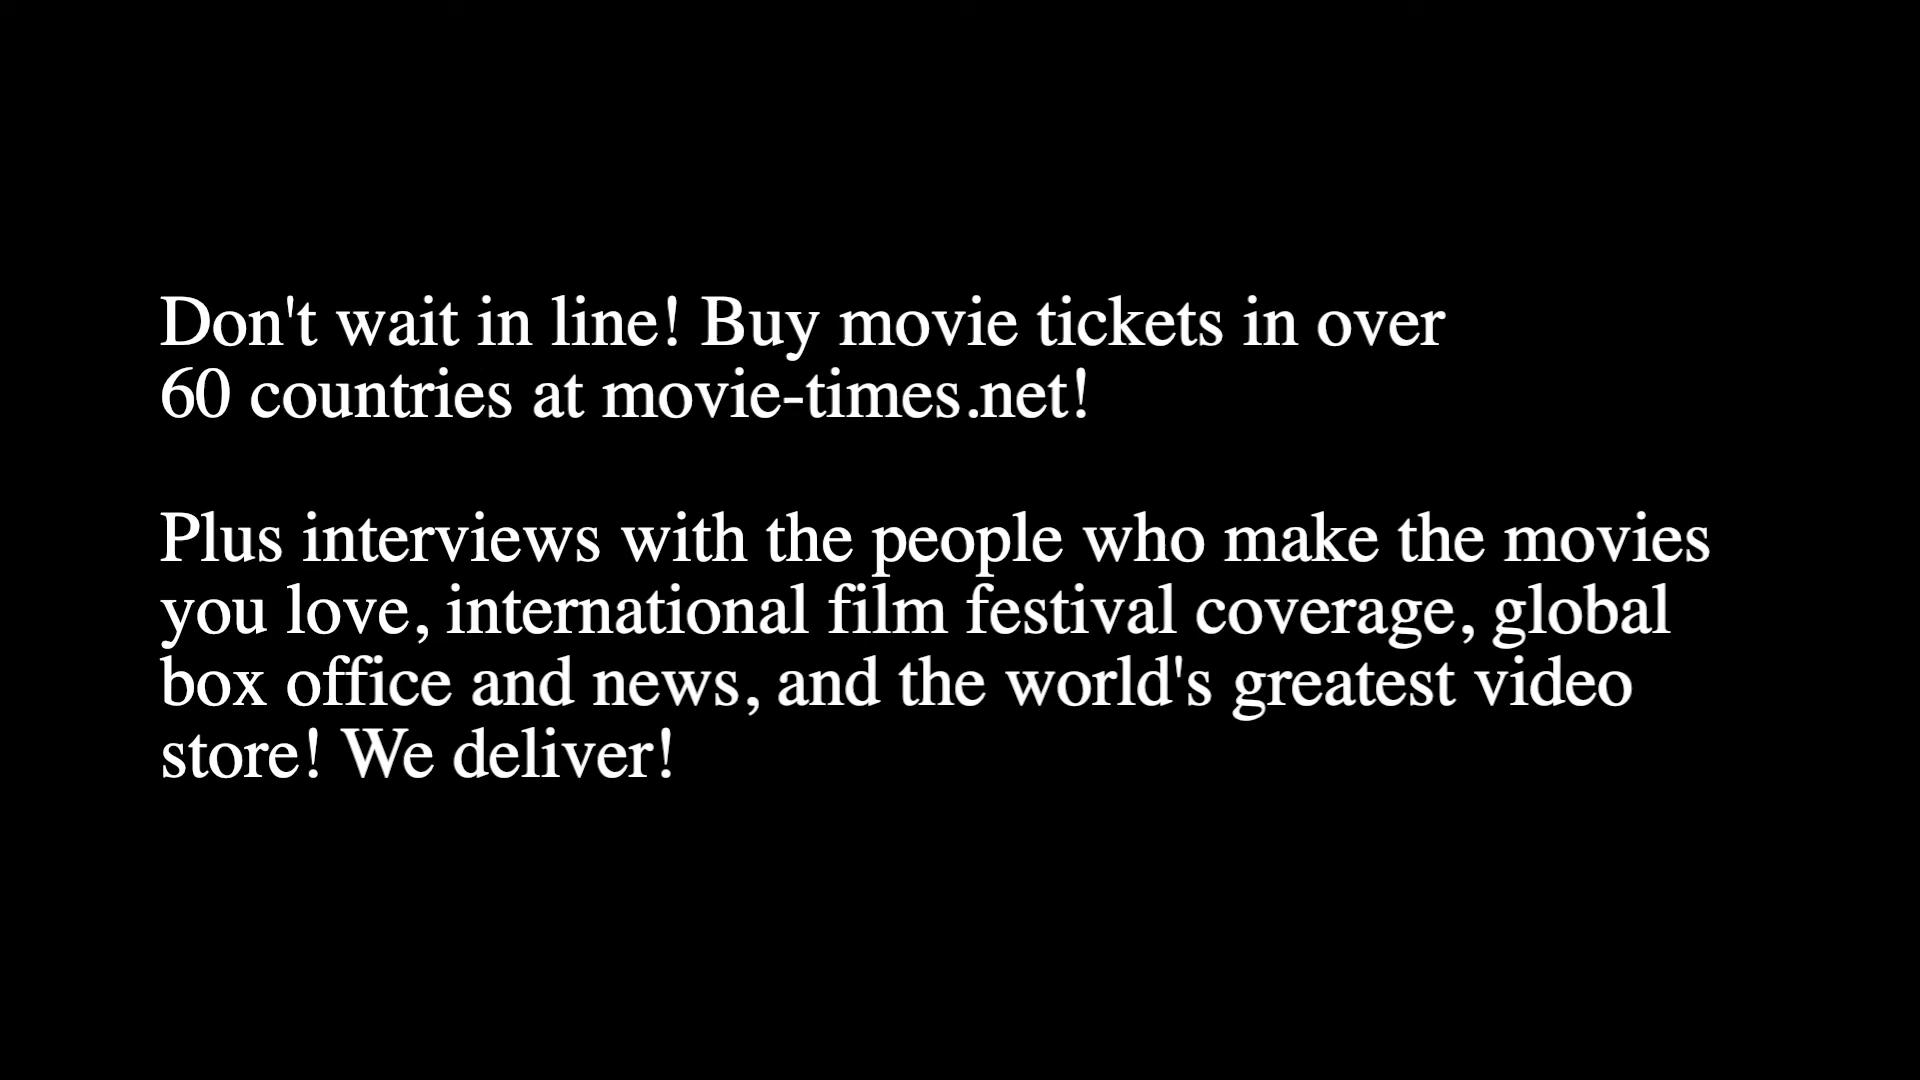 Don't wait in line! Buy movie tickets in over
60 countries at movie-times.net!
Plus interviews with the people who make the movies
you love, international film festival coverage, global
box office and news, and the world's greatest video
store! We deliver!